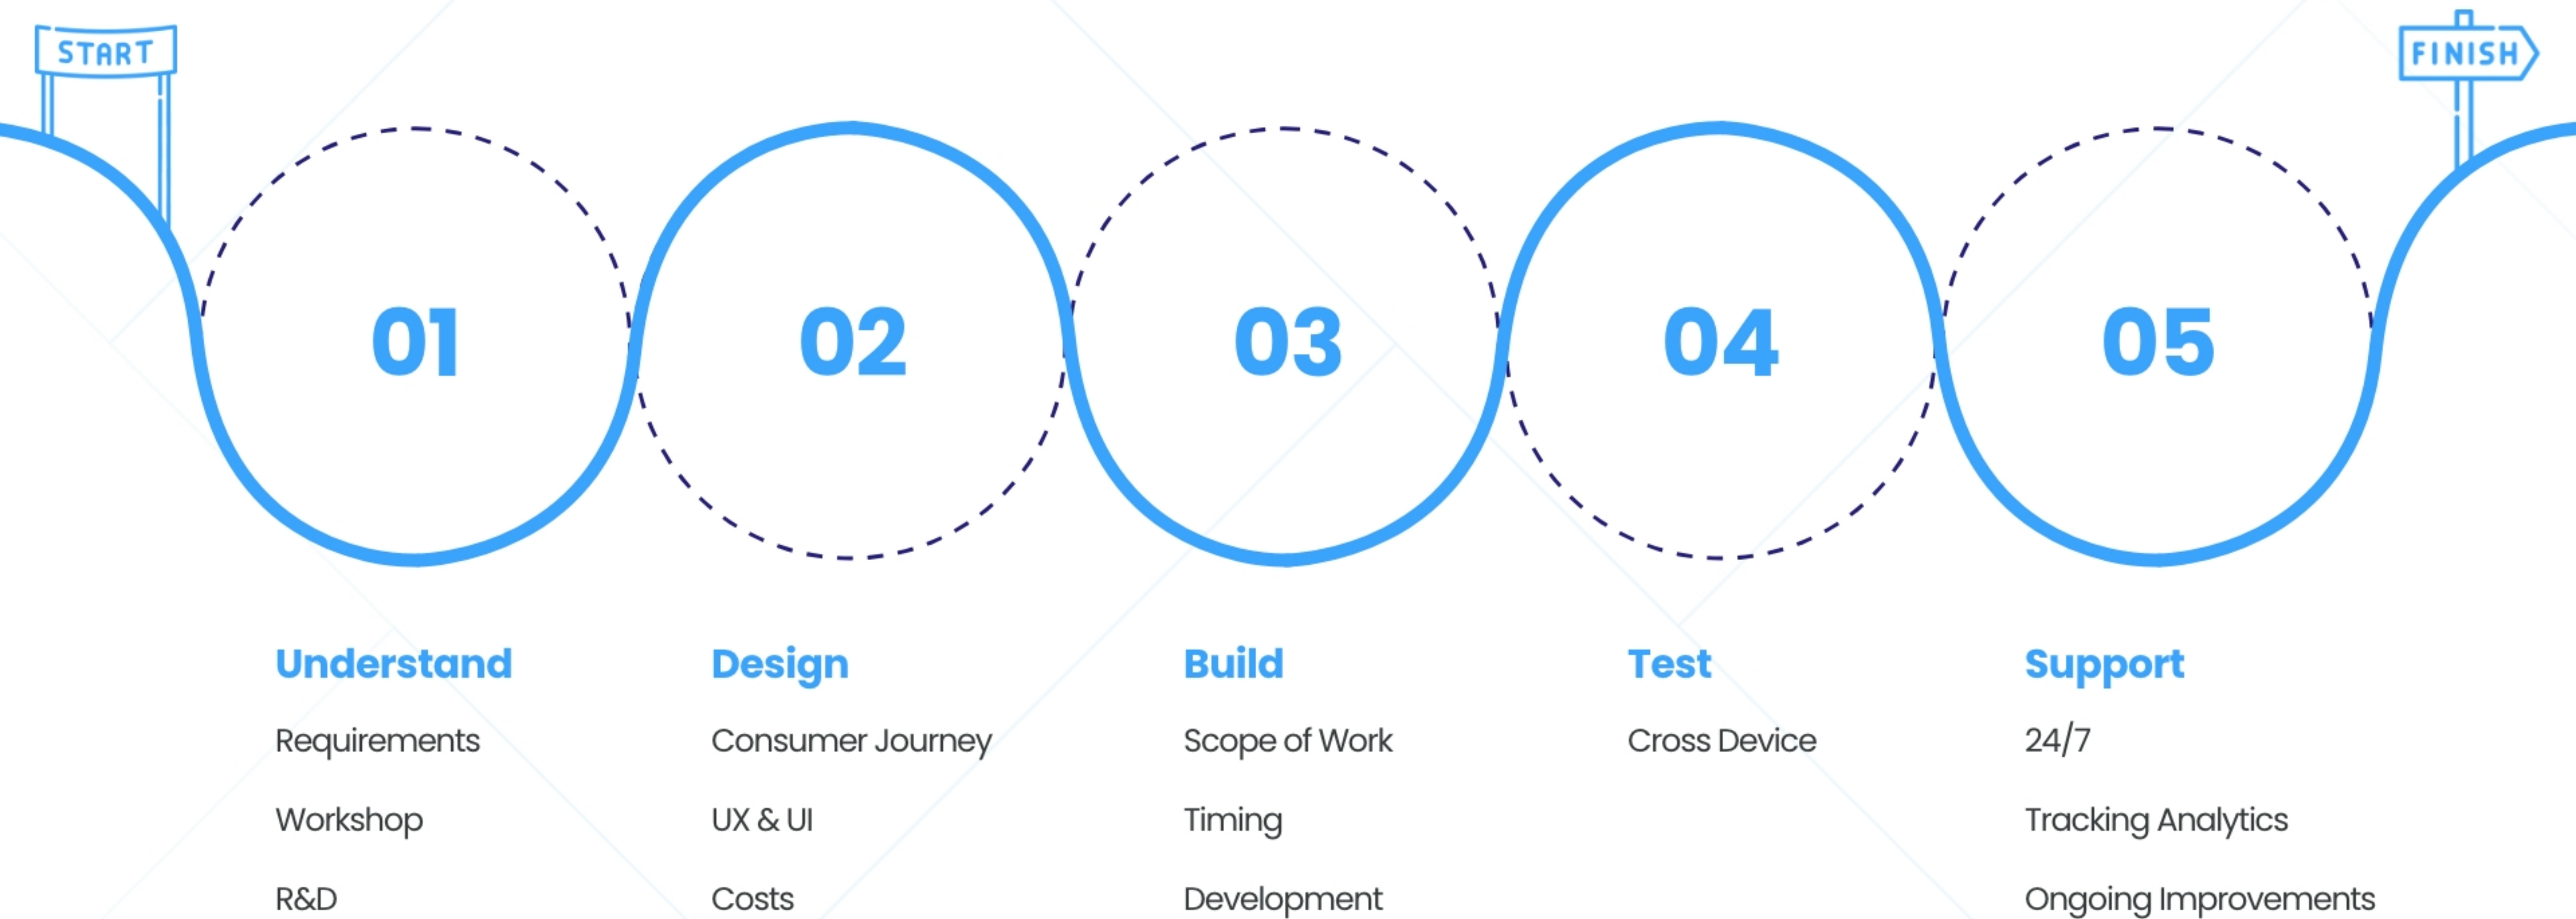 START
FINISH
01
02
03
04
05
Understand
Requirements
Workshop
R&D
Design
Consumer Journey
UX & UI
Costs
Build
Scope of Work
Timing
Development
Test
Cross Device
Support
24/7
Tracking Analytics
Ongoing Improvements